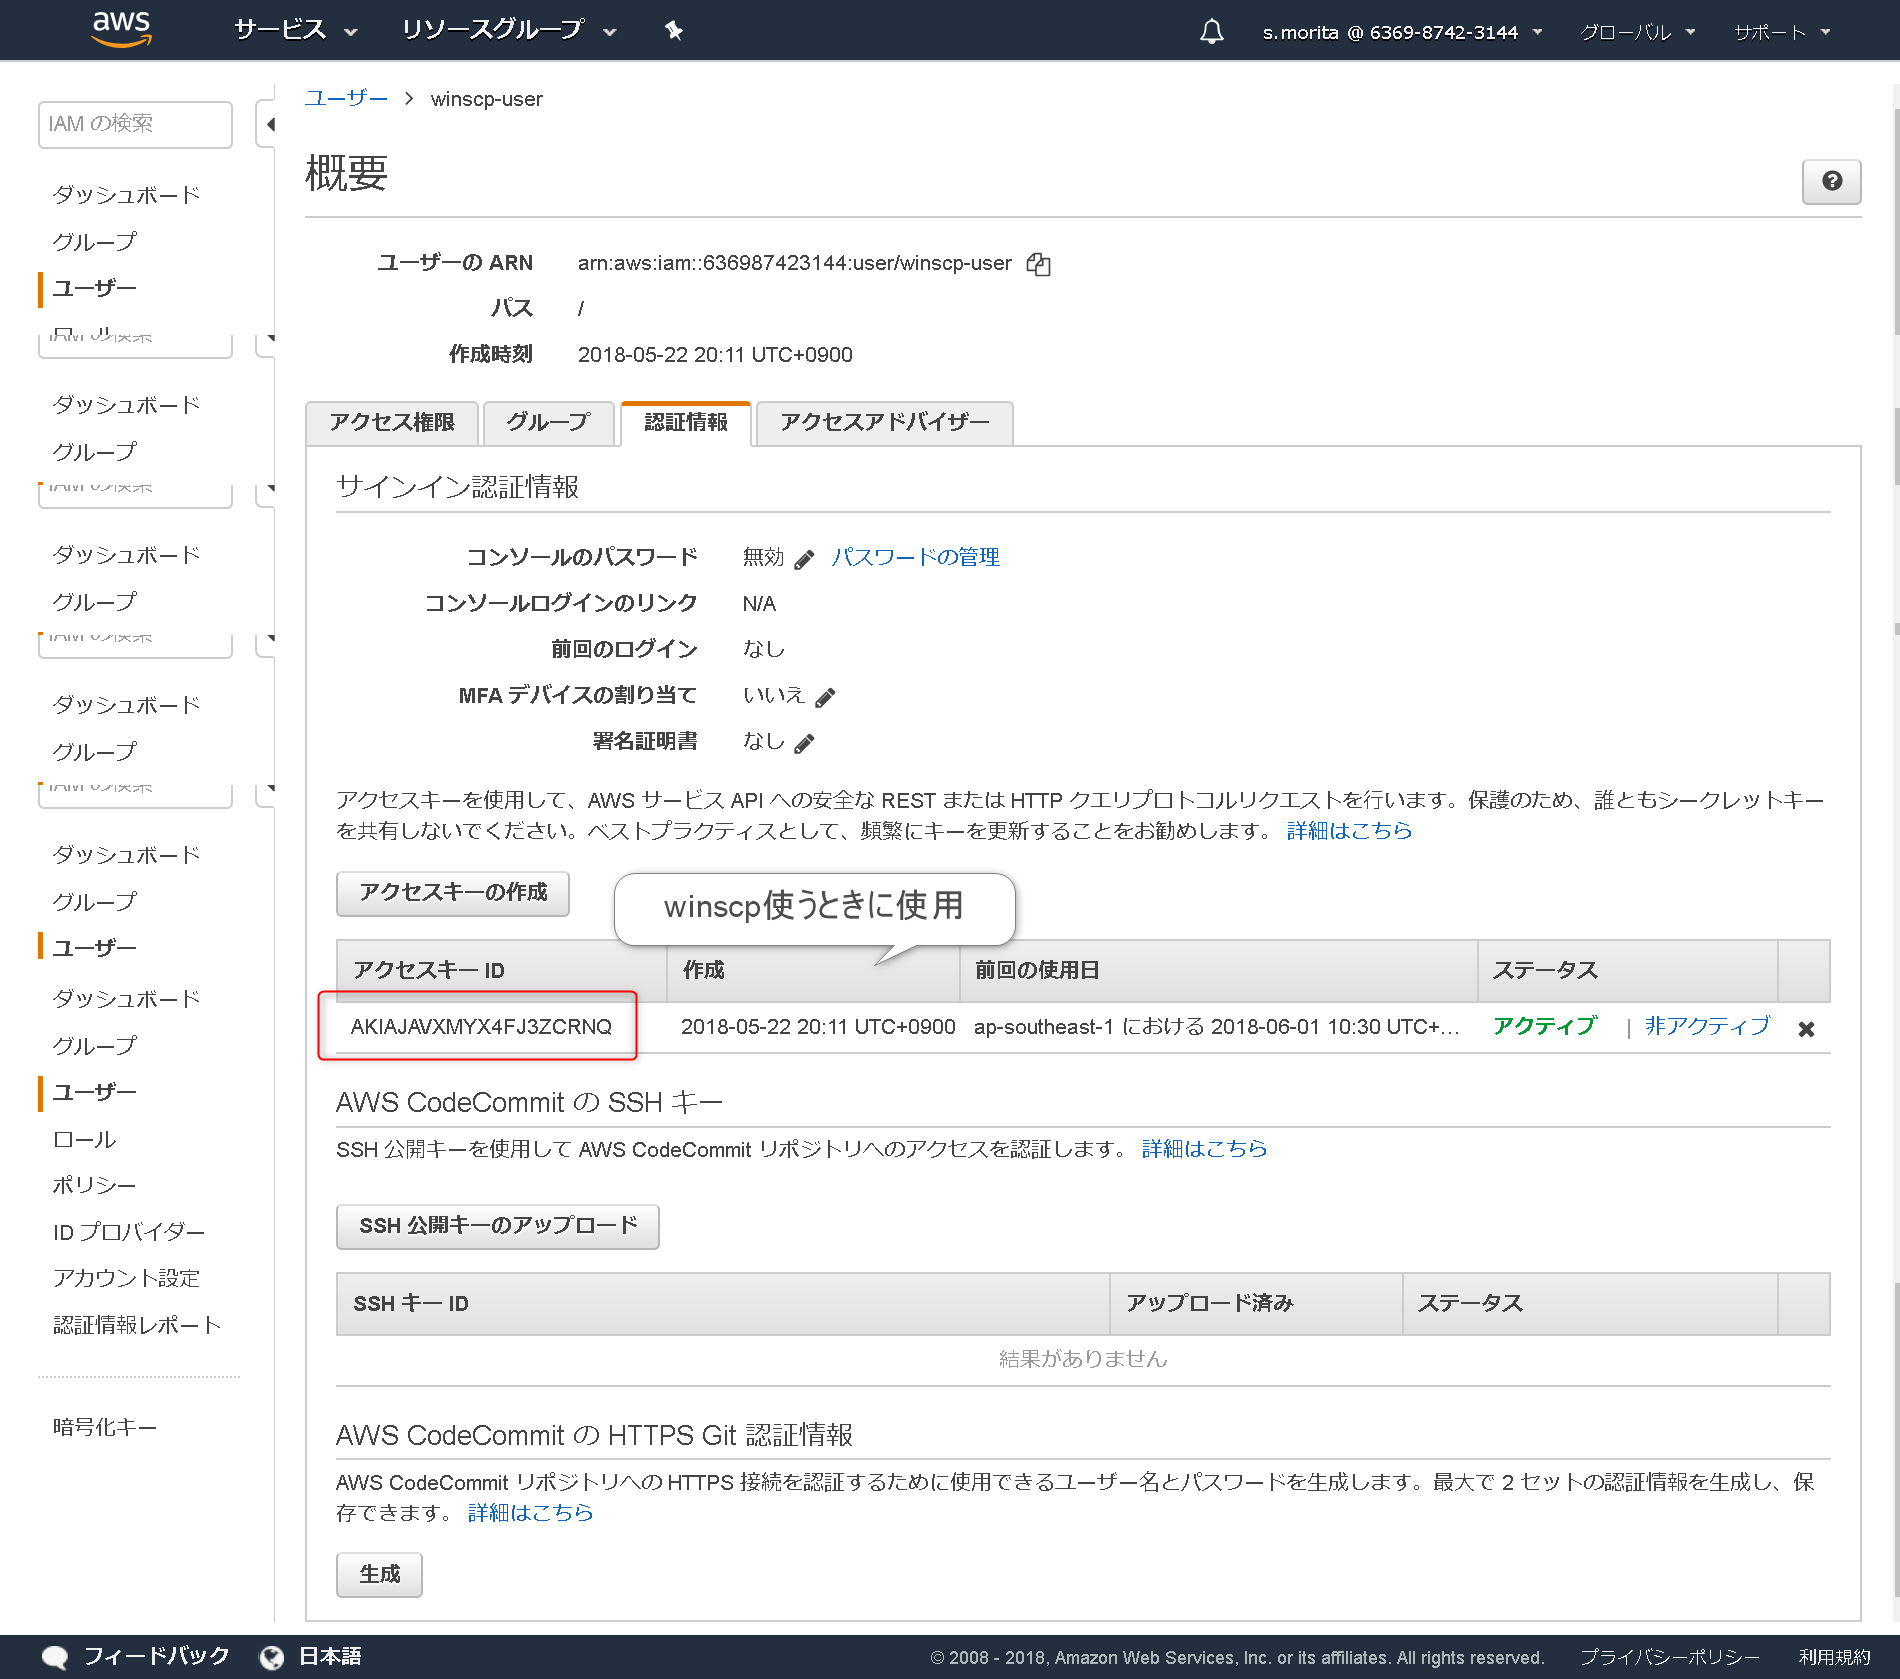 aws
サービス
リソースグループ
s.morita @ 6369-8742-3144
グローバル
サポート
IAM の検索
ダッシュボード
グループ
ユーザー
ダッシュボード
グループ
ダッシュボード
グループ
ダッシュボード
グループ
ダッシュボード
グループ
ユーザー
ダッシュボード
グループ
ユーザー
ロール
ポリシー
ID プロバイダー
アカウント設定
認証情報レポート
暗号化キー
ユーザー > winscp-user
概要
ユーザーの ARN arn:aws:iam::636987423144:user/winscp-user
パス /
作成時刻 2018-05-22 20:11 UTC+0900
アクセス権限 グループ 認証情報 アクセスアドバイザー
サインイン認証情報
コンソールのパスワード 無効 パスワードの管理
コンソールログインのリンク N/A
前回のログイン なし
MFA デバイスの割り当て いいえ
署名証明書 なし
アクセスキーを使用して、AWS サービス API への安全な REST または HTTP クエリプロトコルリクエストを行います。保護のため、誰ともシークレットキー
を共有しないでください。ベストプラクティスとして、頻繁にキーを更新することをお勧めします。 詳細はこちら
アクセスキーの作成
winscp使うときに使用
アクセスキー ID 作成 前回の使用日 ステータス
AKIAJAVXMYX4FJ3ZCRNQ 2018-05-22 20:11 UTC+0900 ap-southeast-1 における 2018-06-01 10:30 UTC+... アクティブ | 非アクティブ
AWS CodeCommit の SSH キー
SSH 公開キーを使用して AWS CodeCommit リポジトリへのアクセスを認証します。 詳細はこちら
SSH 公開キーのアップロード
SSH キー ID アップロード済み ステータス
結果がありません
AWS CodeCommit の HTTPS Git 認証情報
AWS CodeCommit リポジトリへの HTTPS 接続を認証するために使用できるユーザー名とパスワードを生成します。最大で 2 セットの認証情報を生成し、保
存できます。 詳細はこちら
生成
フィードバック 日本語 © 2008 - 2018, Amazon Web Services, Inc. or its affiliates. All rights reserved. プライバシーポリシー 利用規約